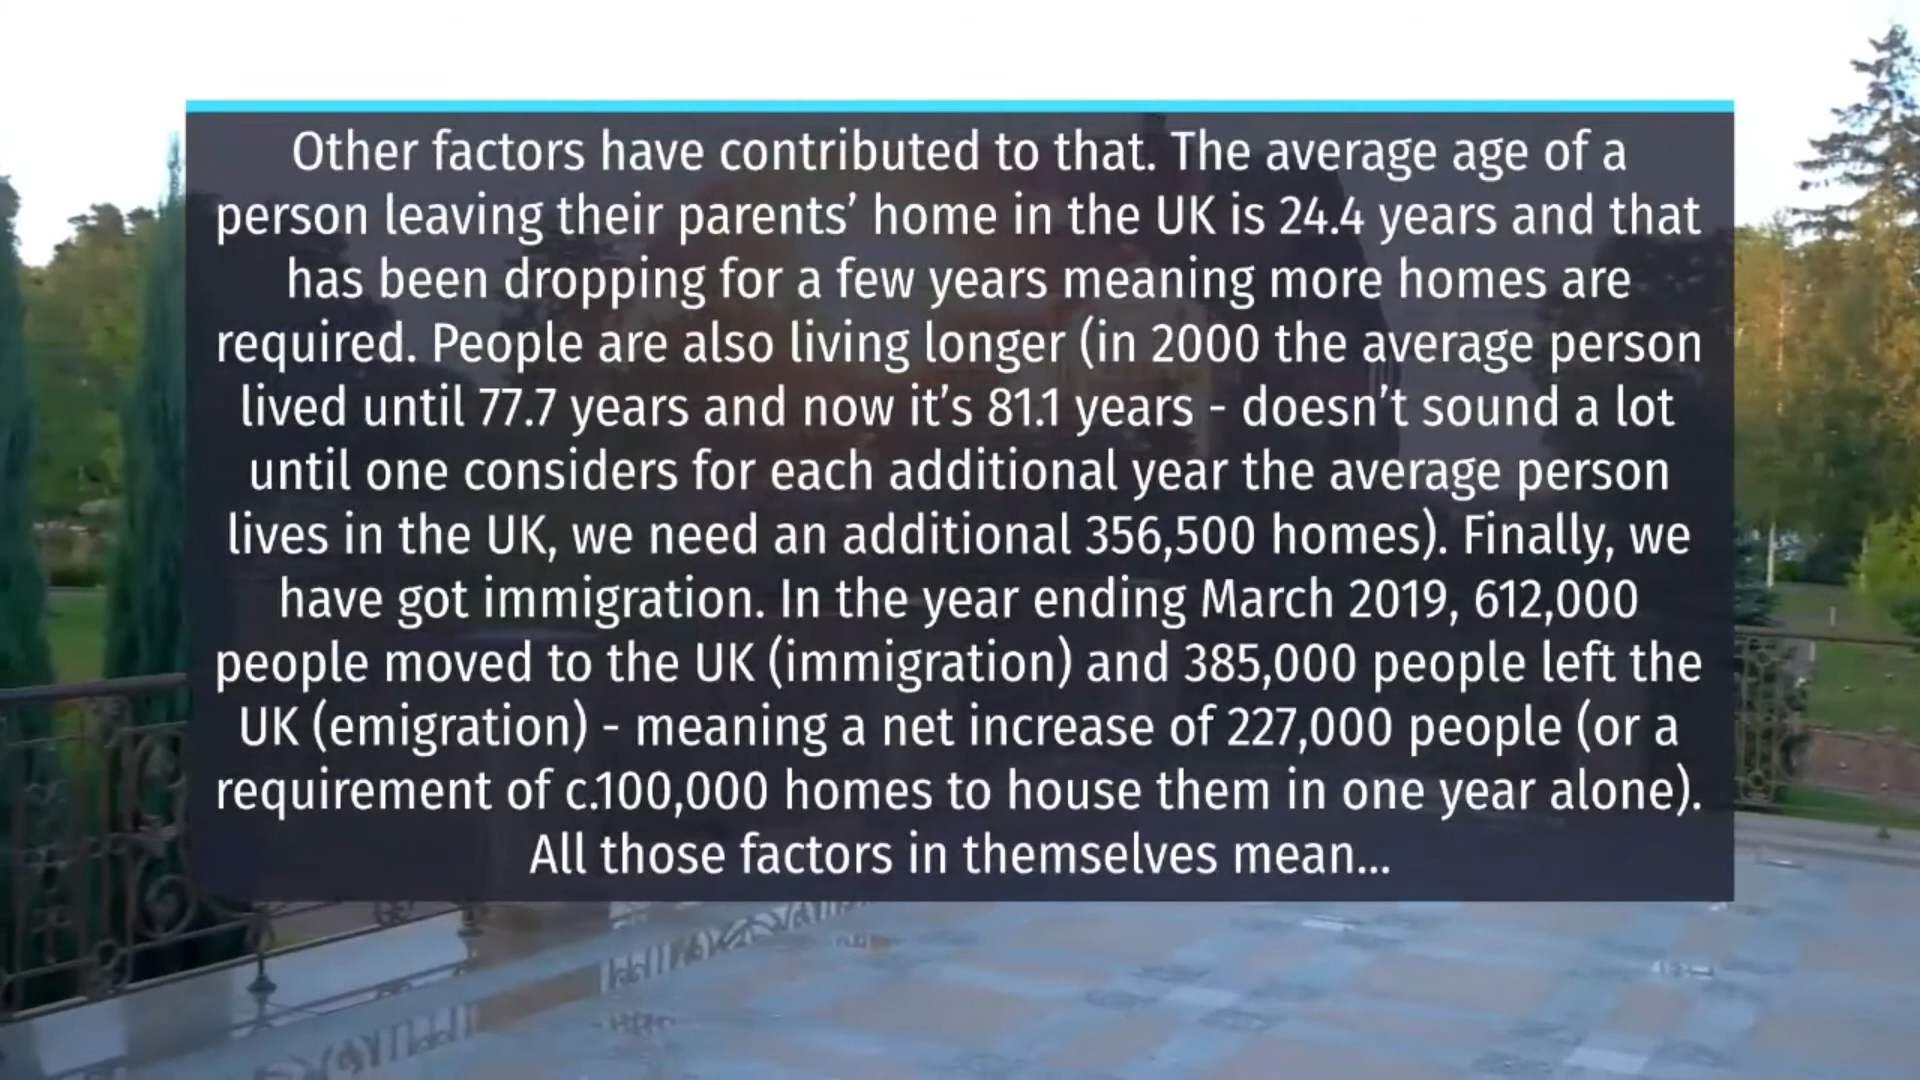 Other factors have contributed to that. The average age of a
person leaving their parents’ home in the UK is 24.4 years and that
has been dropping for a few years meaning more homes are
required. People are also living longer (in 2000 the average person
lived until 77.7 years and now it’s 81.1 years - doesn’t sound a lot
until one considers for each additional year the average person
lives in the UK, we need an additional 356,500 homes). Finally, we
have got immigration. In the year ending March 2019, 612,000
people moved to the UK (immigration) and 385,000 people left the
UK (emigration) - meaning a net increase of 227,000 people (or a
requirement of c.100,000 homes to house them in one year alone).
All those factors in themselves mean...